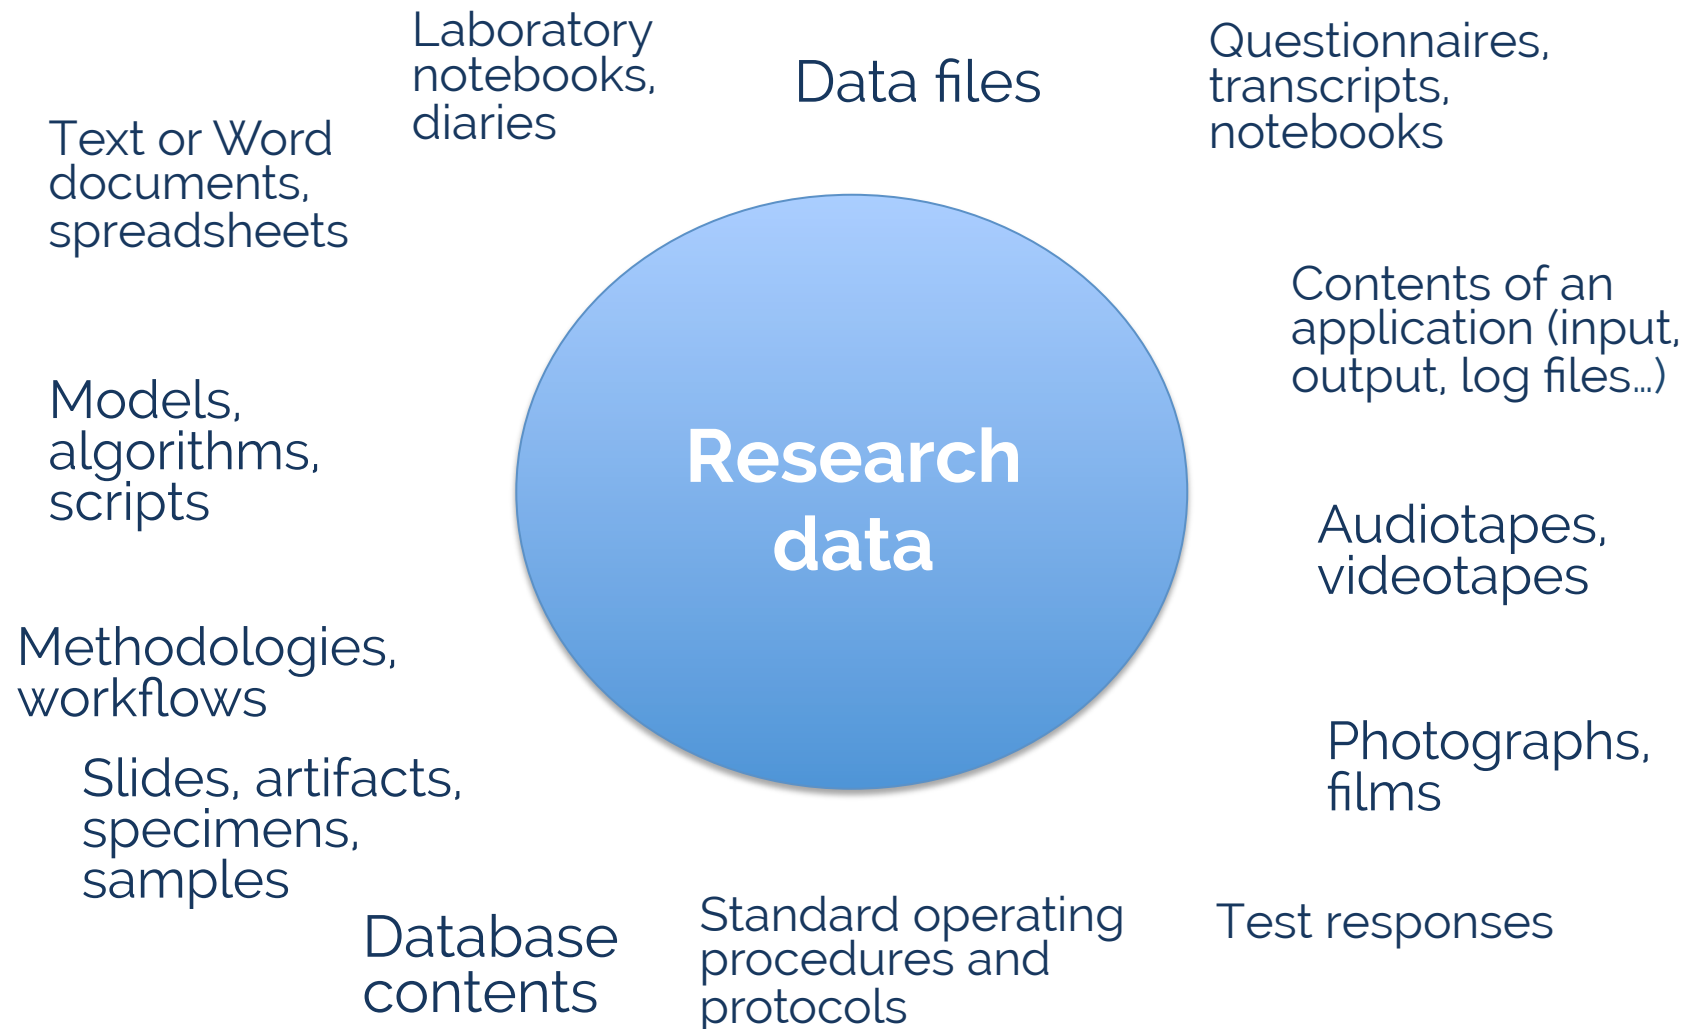 Laboratory
notebooks,
diaries
Data files
Questionnaires,
transcripts,
notebooks
Text or Word
documents,
spreadsheets
Contents of an
application (input,
output, log files...)
Models,
algorithms,
scripts
Research
data
Audiotapes,
videotapes
Methodologies,
workflows
Photographs,
films
Slides, artifacts,
specimens,
samples
Database
contents
Standard operating
procedures and
protocols
Test responses